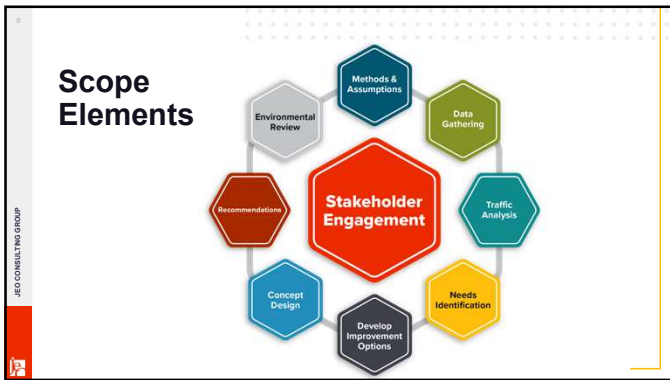 9
Scope
Elements
Methods &
Assumptions
Data
Gathering
Traffic
Analysis
Needs
Identification
Develop
Improvement
Options
Concept
Design
Recommendations
Environmental
Review
Stakeholder
Engagement
JEO CONSULTING GROUP